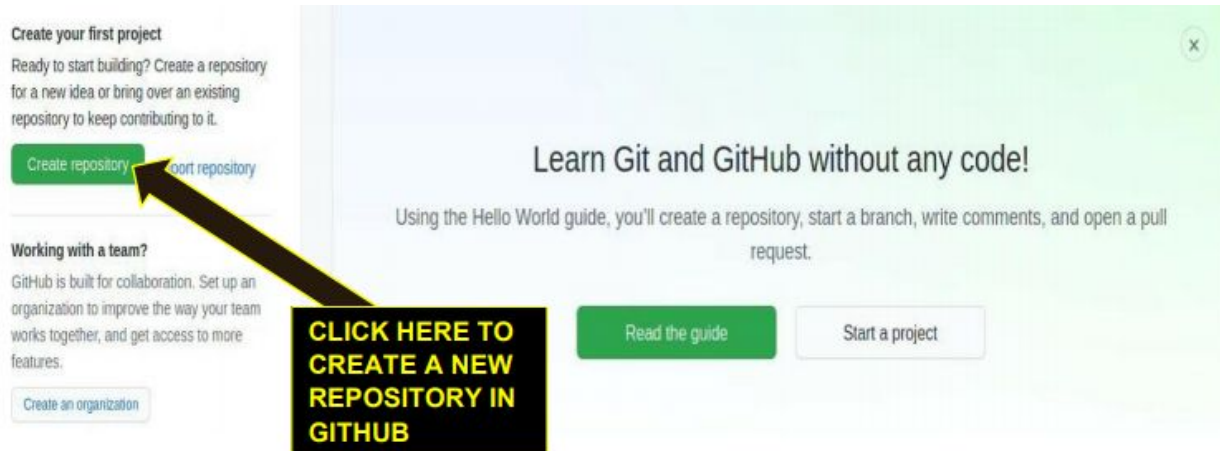 Create your first project
Ready to start building? Create a repository
for a new idea or bring over an existing
repository to keep contributing to it.
Create repository
port repository
Working with a team?
GitHub is built for collaboration. Set up an
organization to improve the way your team
works together, and get access to more
features.
Create an organization
x
Learn Git and GitHub without any code!
Using the Hello World guide, you'll create a repository, start a branch, write comments, and open a pull
request.
Read the guide
Start a project
CLICK HERE TO
CREATE A NEW
REPOSITORY IN
GITHUB